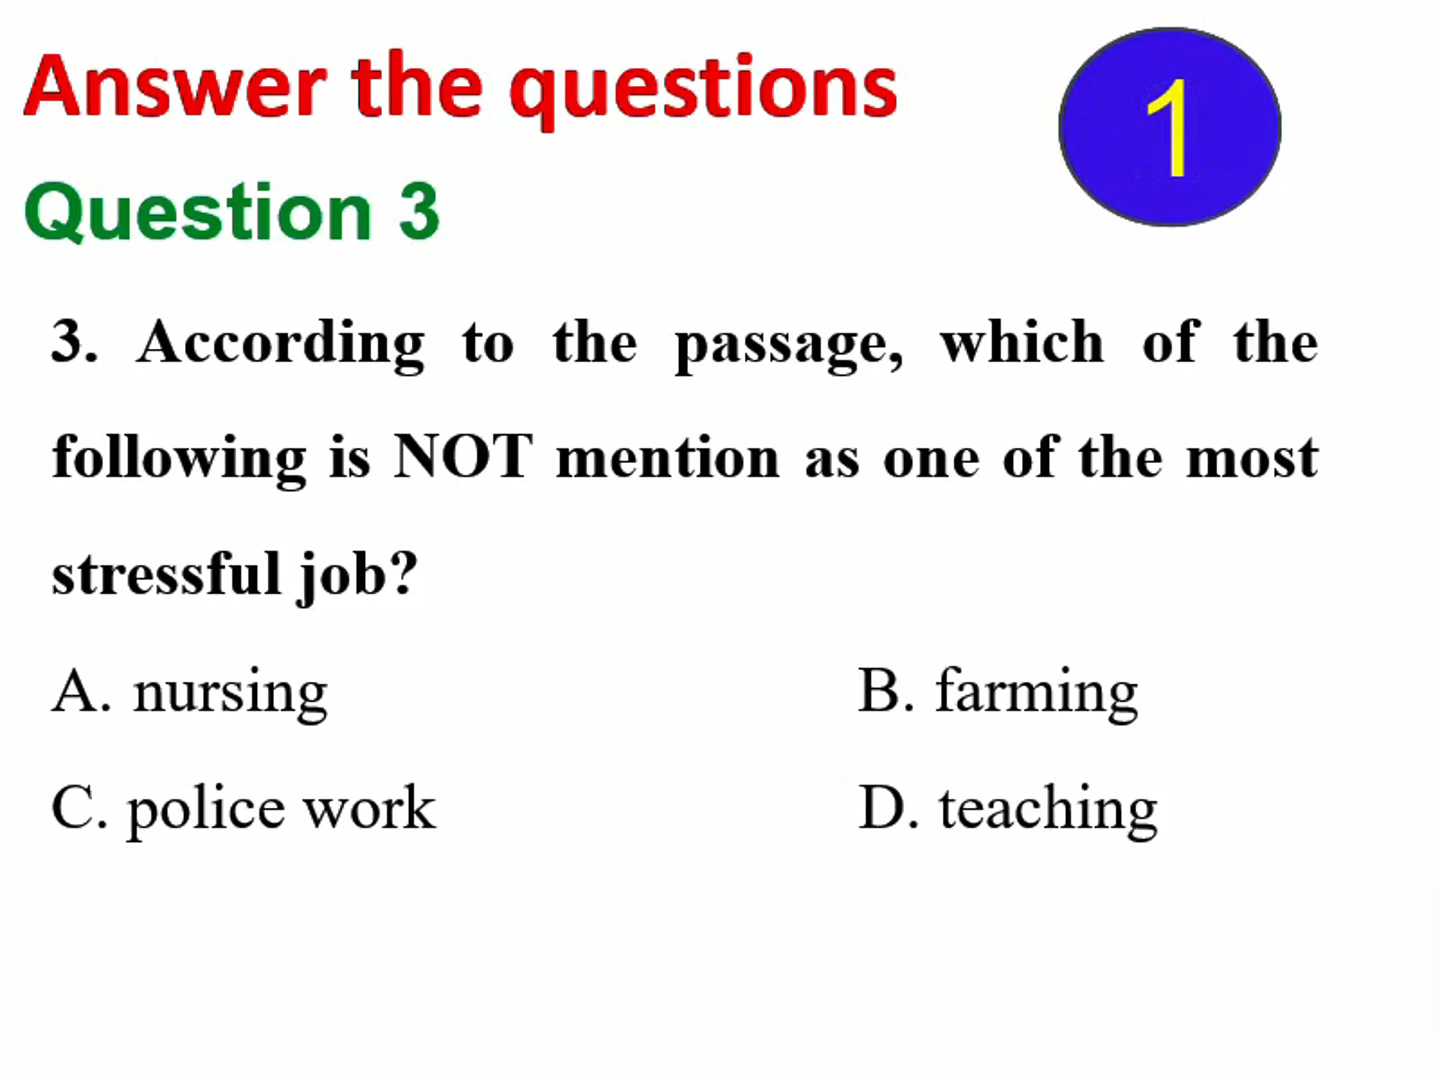 Answer the questions
1
Question 3
3. According to the passage, which of the
following is NOT mention as one of the most
stressful job?
A. nursing B. farming
C. police work D. teaching